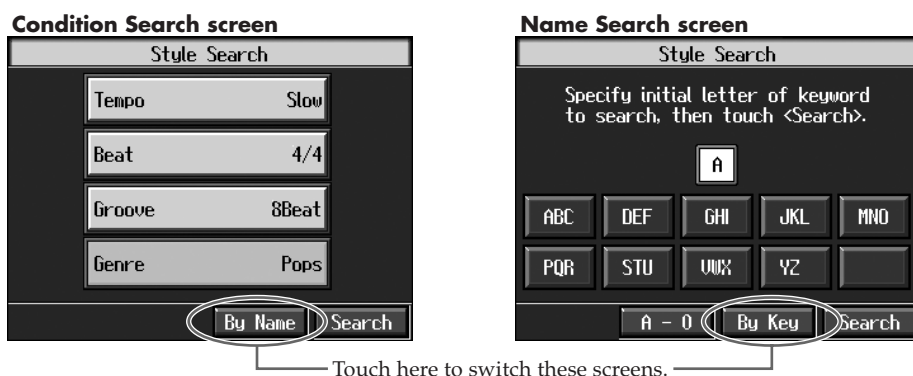 Condition Search screen
Style Search
Tempo Slow
Beat 4/4
Groove 8Beat
Genre Pops
By Name Search
Name Search screen
Style Search
Specify initial letter of keyword
to search, then touch <Search>.
A
ABC DEF GHI JKL MNO
PQR STU VWX YZ
A - 0 By Key Search
Touch here to switch these screens.